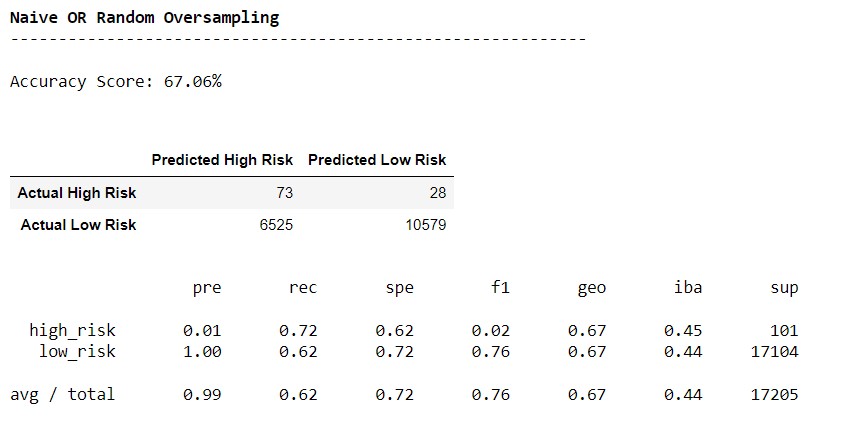 Naive OR Random Oversampling
-----------------------------------------------------------
Accuracy Score: 67.06%
Predicted High Risk Predicted Low Risk
Actual High Risk 73 28
Actual Low Risk 6525 10579
pre rec spe f1 geo iba sup
high_risk 0.01 0.72 0.62 0.02 0.67 0.45 101
low_risk 1.00 0.62 0.72 0.76 0.67 0.44 17104
avg / total 0.99 0.62 0.72 0.76 0.67 0.44 17205